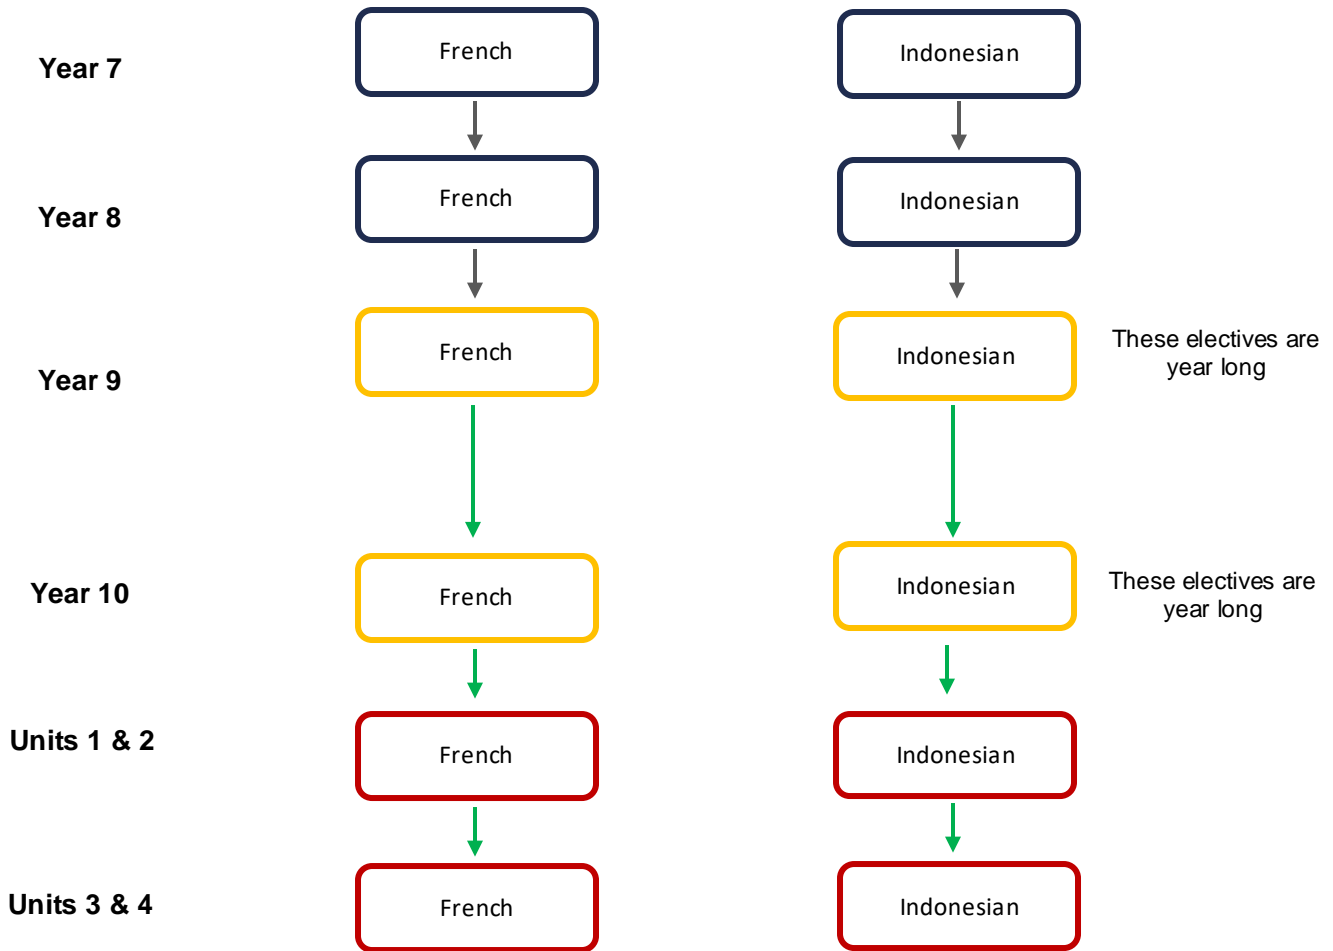 Year 7
French
Indonesian
Year 8
French
Indonesian
Year 9
French
Indonesian
These electives are
year long
Year 10
French
Indonesian
These electives are
year long
Units 1 & 2
French
Indonesian
Units 3 & 4
French
Indonesian